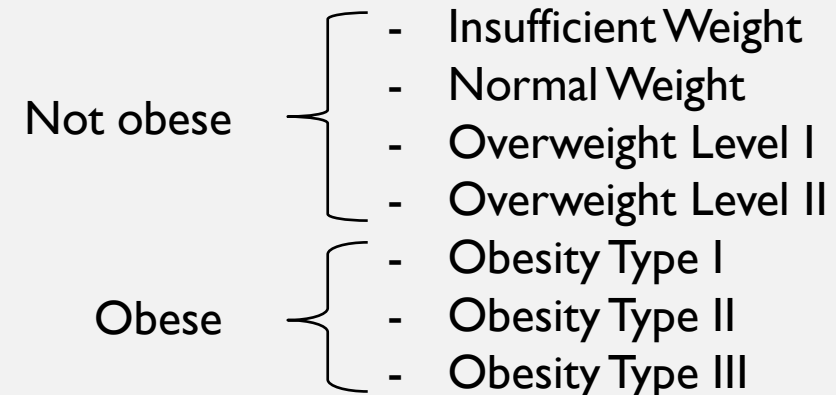 Not obese
- Insufficient Weight
- Normal Weight
- Overweight Level I
- Overweight Level II
Obese
- Obesity Type I
- Obesity Type II
- Obesity Type III